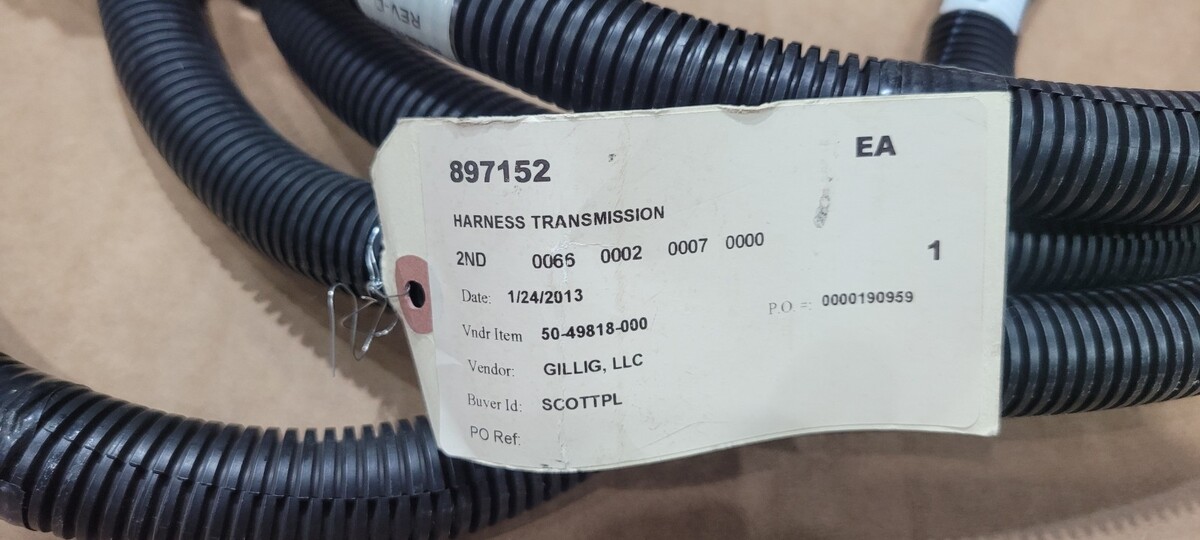 REV-C
897152
EA
HARNESS TRANSMISSION
2ND 0066 0002 0007 0000
1
Date: 1/24/2013
P.O. =: 0000190959
Vndr Item 50-49818-000
Vendor: GILLIG, LLC
Buyer Id: SCOTTPL
PO Ref: